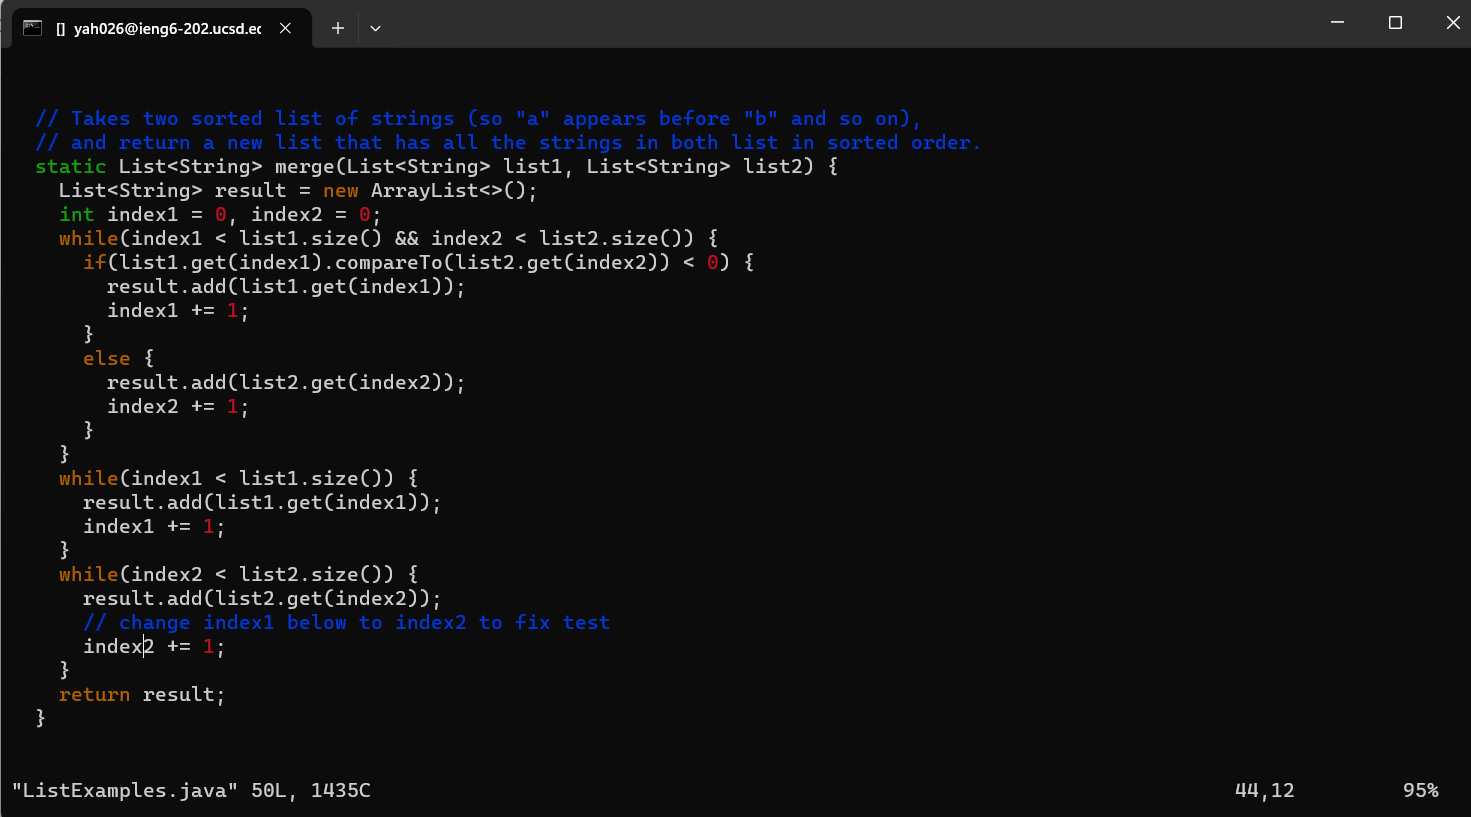 [] yah026@ieng6-202.ucsd.ec
// Takes two sorted list of strings (so "a" appears before "b" and so on),
// and return a new list that has all the strings in both list in sorted order.
static List<String> merge(List<String> list1, List<String> list2) {
  List<String> result = new ArrayList<>();
  int index1 = 0, index2 = 0;
  while(index1 < list1.size() && index2 < list2.size()) {
    if(list1.get(index1).compareTo(list2.get(index2)) < 0) {
      result.add(list1.get(index1));
      index1 += 1;
    }
    else {
      result.add(list2.get(index2));
      index2 += 1;
    }
  }
  while(index1 < list1.size()) {
    result.add(list1.get(index1));
    index1 += 1;
  }
  while(index2 < list2.size()) {
    result.add(list2.get(index2));
    // change index1 below to index2 to fix test
    index2 += 1;
  }
  return result;
}
"ListExamples.java" 50L, 1435C 44,12 95%